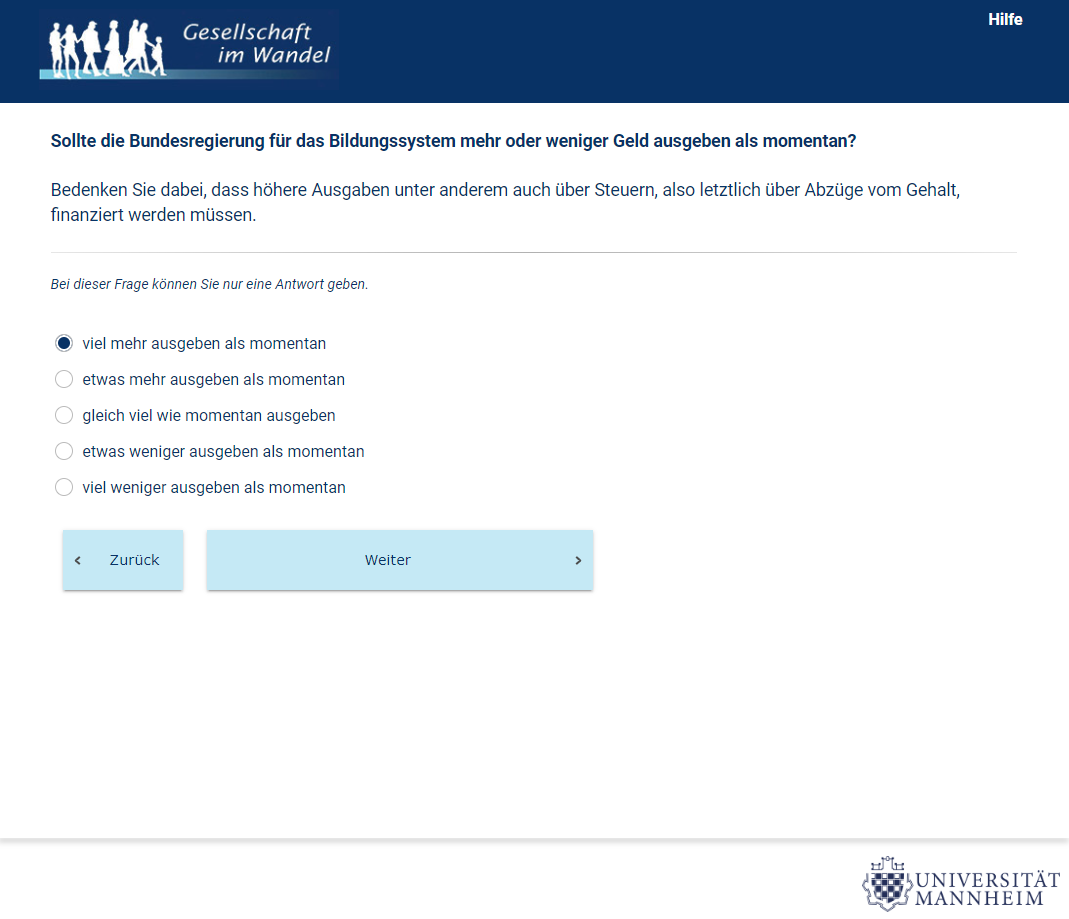 Gesellschaft
im Wandel
Hilfe
Sollte die Bundesregierung für das Bildungssystem mehr oder weniger Geld ausgeben als momentan?
Bedenken Sie dabei, dass höhere Ausgaben unter anderem auch über Steuern, also letztlich über Abzüge vom Gehalt,
finanziert werden müssen.
Bei dieser Frage können Sie nur eine Antwort geben.
viel mehr ausgeben als momentan
etwas mehr ausgeben als momentan
gleich viel wie momentan ausgeben
etwas weniger ausgeben als momentan
viel weniger ausgeben als momentan
Zurück
Weiter
UNIVERSITÄT
MANNHEIM